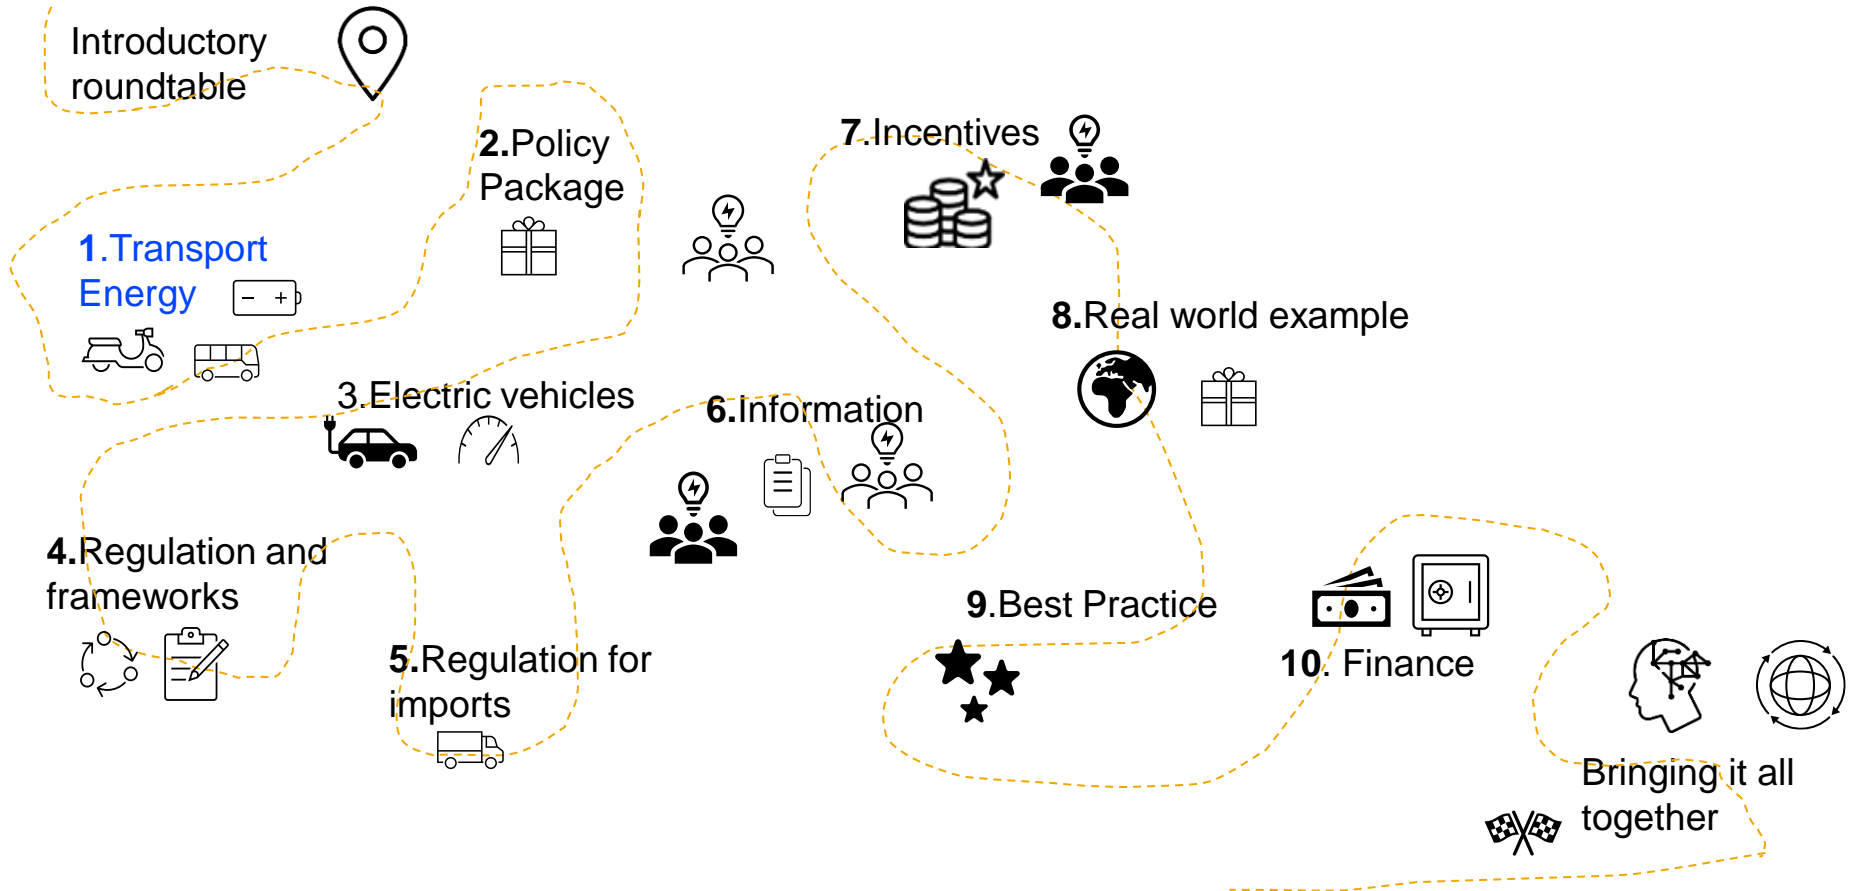 Introductory
roundtable
1.Transport
Energy
2.Policy
Package
3.Electric vehicles
4.Regulation and
frameworks
5.Regulation for
imports
6.Information
7.Incentives
8.Real world example
9.Best Practice
10. Finance
Bringing it all
together